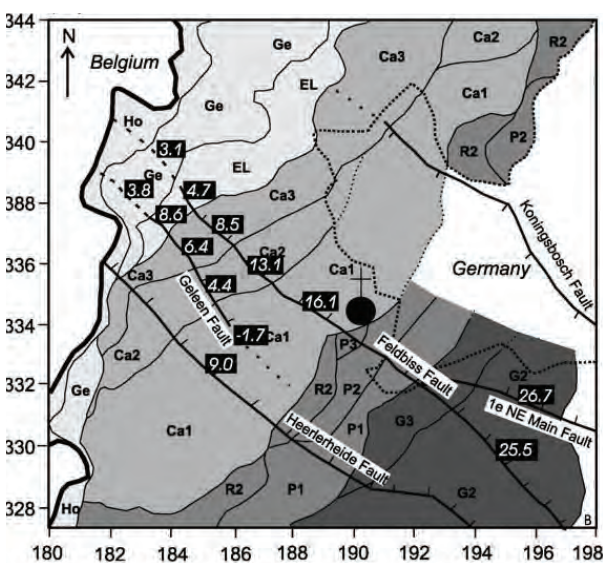 344
342
340
388
336
334
332
330
328
180
182
184
186
188
190
192
194
196
198
N
Belgium
Germany
Ge
Ca3
Ca2
R2
EL
Ge
Ca1
Ho
P2
R2
3.1
Ge
EL
3.8
4.7
Ca3
8.6
8.5
Koningsbosch Fault
6.4
Ca2
13.1
Ca1
Ca3
4.4
16.1
Geleen Fault
-1.7
Ca1
P3
Feldbiss Fault
Ca2
9.0
G2
Ge
R2
P2
26.7
1e NE Main Fault
Ca1
P1
G3
Heerlerheide Fault
25.5
R2
P1
G2
Ho
B